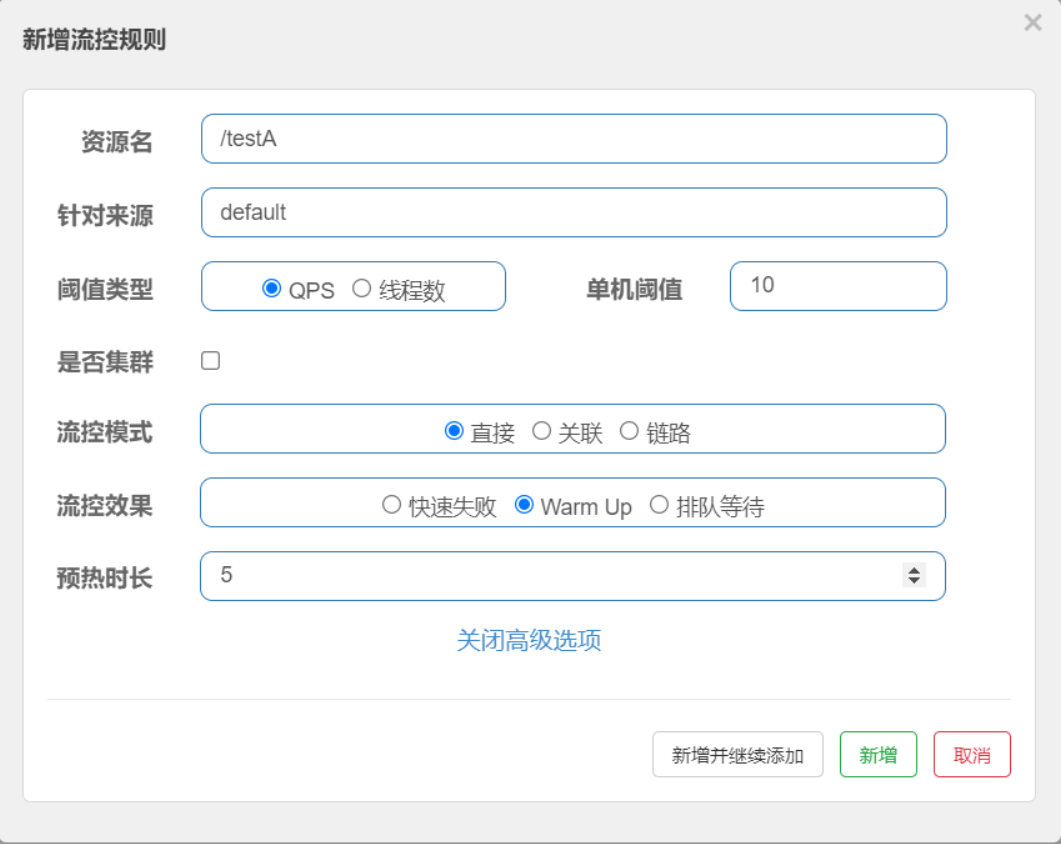 新增流控规则
×
资源名 /testA
针对来源 default
阈值类型 QPS 线程数 单机阈值 10
是否集群
流控模式 直接 关联 链路
流控效果 快速失败 Warm Up 排队等待
预热时长 5
关闭高级选项
新增并继续添加 新增 取消